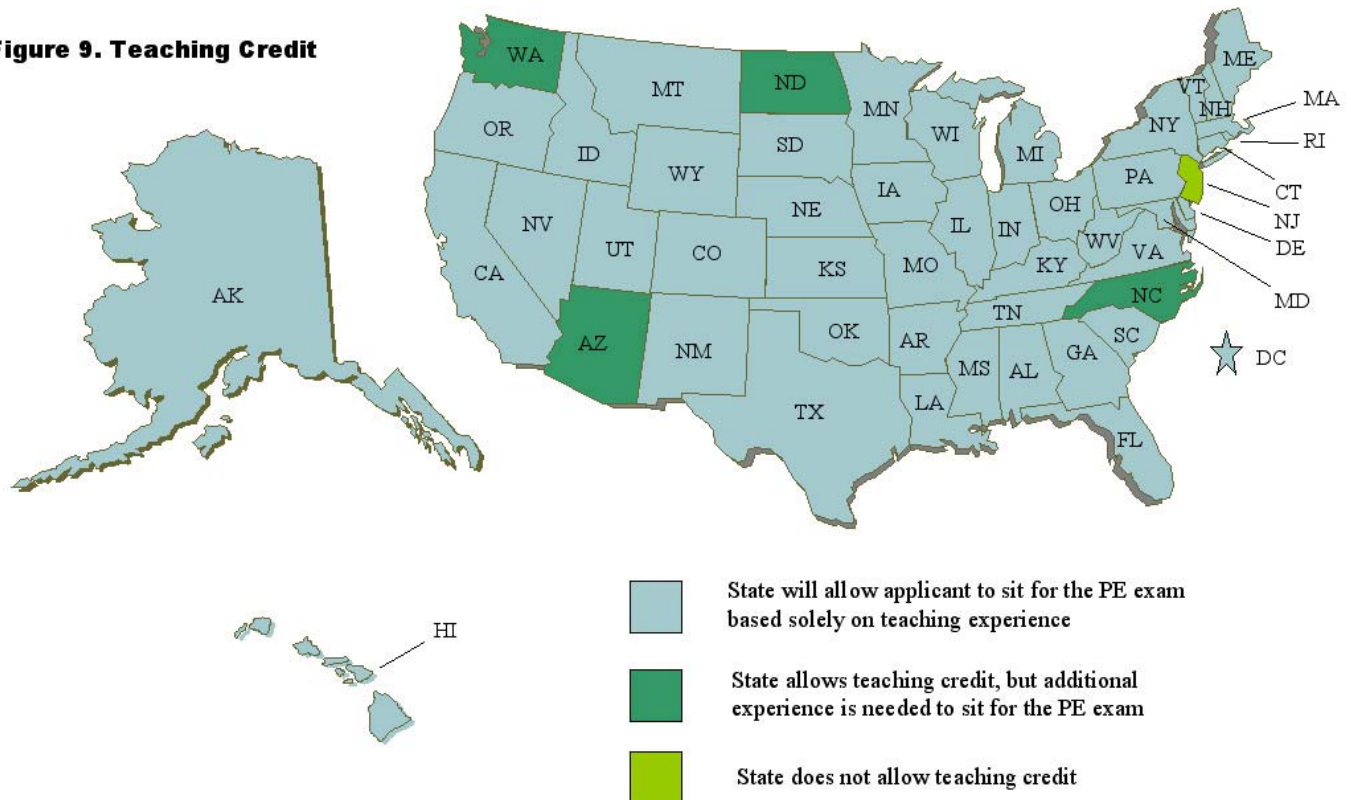 igure 9. Teaching Credit
WA
MT
ND
MN
ME
VT
NH
MA
OR
ID
WY
SD
WI
MI
NY
RI
NV
UT
CO
NE
IA
IL
IN
OH
PA
CT
NJ
DE
CA
AK
KS
MO
KY
WV
VA
MD
AZ
NM
OK
AR
TN
NC
SC
DC
TX
LA
MS
AL
GA
FL
HI
State will allow applicant to sit for the PE exam
based solely on teaching experience
State allows teaching credit, but additional
experience is needed to sit for the PE exam
State does not allow teaching credit